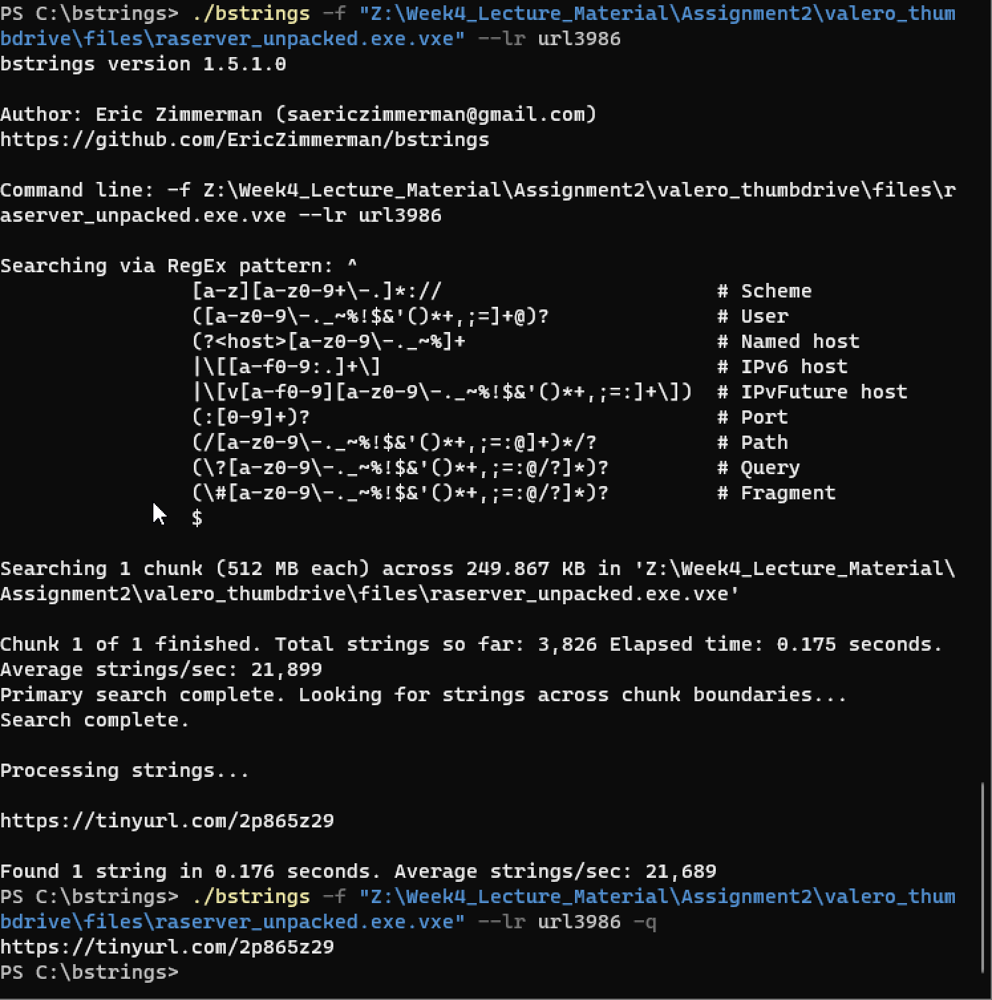 PS C:\bstrings> ./bstrings -f "Z:\Week4_Lecture_Material\Assignment2\valero_thum
bdrive\files\raserver_unpacked.exe.vxe" --lr url3986
bstrings version 1.5.1.0
Author: Eric Zimmerman (saericzimmerman@gmail.com)
https://github.com/EricZimmerman/bstrings
Command line: -f Z:\Week4_Lecture_Material\Assignment2\valero_thumbdrive\files\r
aserver_unpacked.exe.vxe --lr url3986
Searching via RegEx pattern: ^
[a-z][a-z0-9+\-.]*:// # Scheme
([a-z0-9\-._~%!$&'()*+,;=]+@)? # User
(?<host>[a-z0-9\-._~%]+ # Named host
|\[[a-f0-9:.]+\] # IPv6 host
|\[v[a-f0-9][a-z0-9\-._~%!$&'()*+,;=:]+\]) # IPvFuture host
(:[0-9]+)? # Port
(/[a-z0-9\-._~%!$&'()*+,;=:@]+)*/? # Path
(\?[a-z0-9\-._~%!$&'()*+,;=:@/?]*)? # Query
(\#[a-z0-9\-._~%!$&'()*+,;=:@/?]*)? # Fragment
$
Searching 1 chunk (512 MB each) across 249.867 KB in 'Z:\Week4_Lecture_Material\
Assignment2\valero_thumbdrive\files\raserver_unpacked.exe.vxe'
Chunk 1 of 1 finished. Total strings so far: 3,826 Elapsed time: 0.175 seconds.
Average strings/sec: 21,899
Primary search complete. Looking for strings across chunk boundaries...
Search complete.
Processing strings...
https://tinyurl.com/2p865z29
Found 1 string in 0.176 seconds. Average strings/sec: 21,689
PS C:\bstrings> ./bstrings -f "Z:\Week4_Lecture_Material\Assignment2\valero_thum
bdrive\files\raserver_unpacked.exe.vxe" --lr url3986 -q
https://tinyurl.com/2p865z29
PS C:\bstrings>